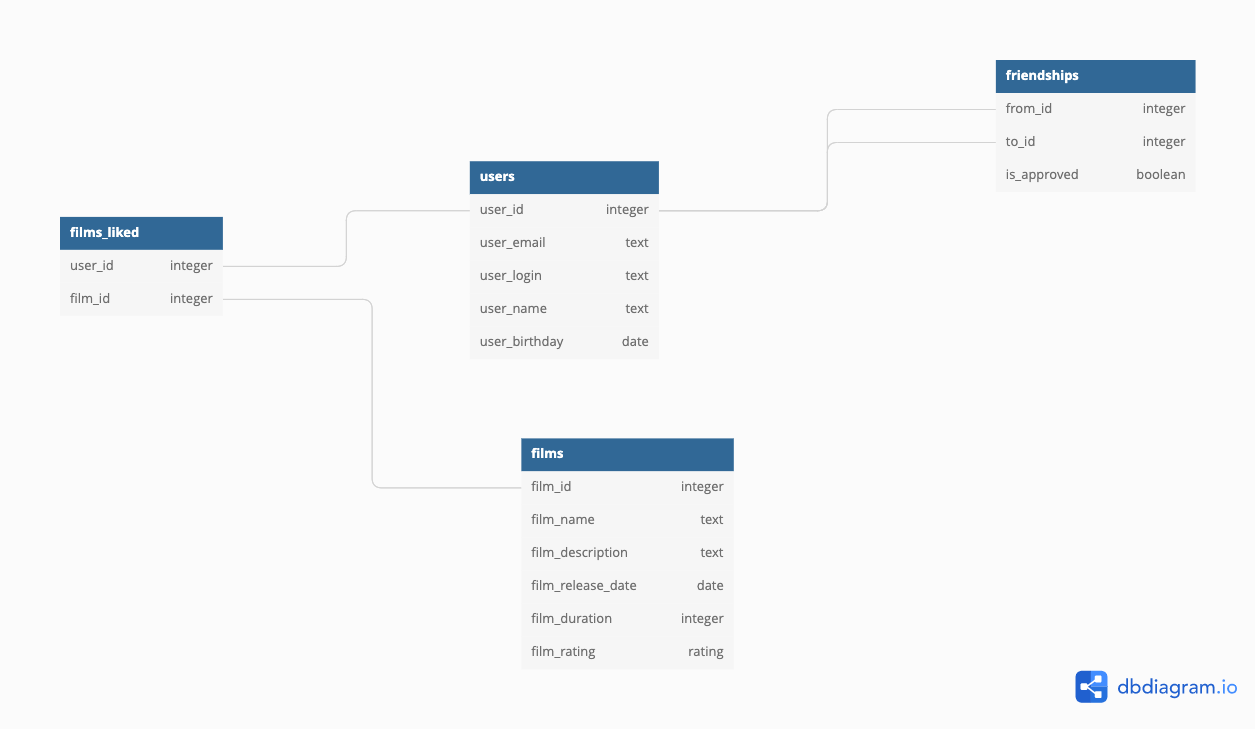 friendships
from_id integer
to_id integer
is_approved boolean
users
user_id integer
user_email text
user_login text
user_name text
user_birthday date
films_liked
user_id integer
film_id integer
films
film_id integer
film_name text
film_description text
film_release_date date
film_duration integer
film_rating rating
dbdiagram.io